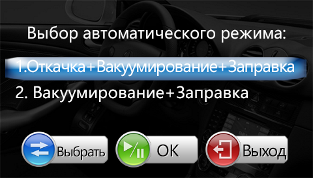 Выбор автоматического режима:
1.Откачка+Вакуумирование+Заправка
2. Вакуумирование+Заправка
Выбрать OK Выход